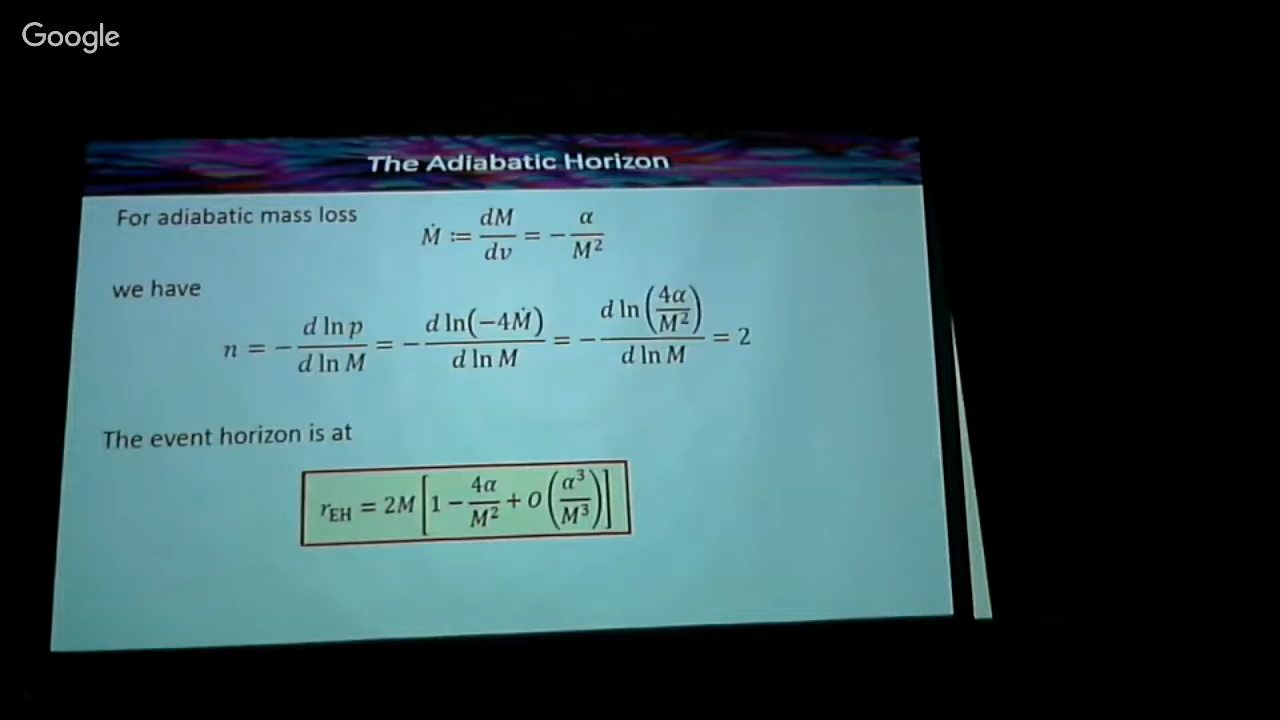 Google
The Adiabatic Horizon
For adiabatic mass loss
Ṁ ≔ dM/dv = −α/M²
we have
n = −d ln p/d ln M = −d ln(−4Ṁ)/d ln M = −d ln(4α/M²)/d ln M = 2
The event horizon is at
r_EH = 2M[1 − 4α/M² + O(α³/M³)]